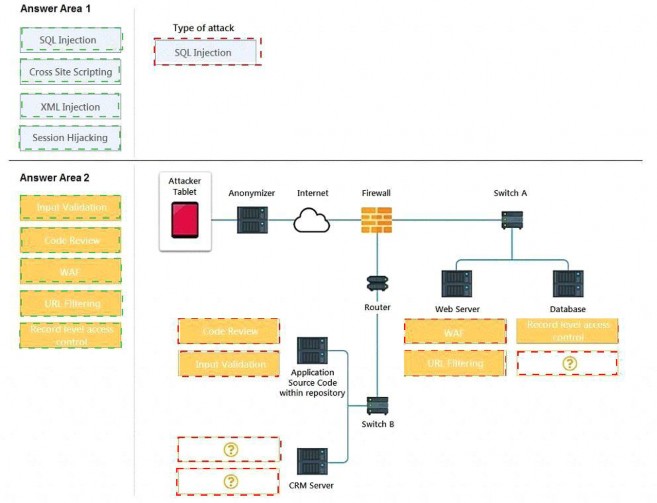 Answer Area 1
SQL Injection
Cross Site Scripting
XML Injection
Session Hijacking
Type of attack
SQL Injection
Answer Area 2
Input Validation
Code Review
WAF
URL Filtering
Record level access
control
Attacker
Tablet
Anonymizer
Internet
Firewall
Switch A
Router
Web Server
Database
Code Review
Input Validation
Application
Source Code
within repository
WAF
URL Filtering
Record level access
control
?
Switch B
?
?
CRM Server